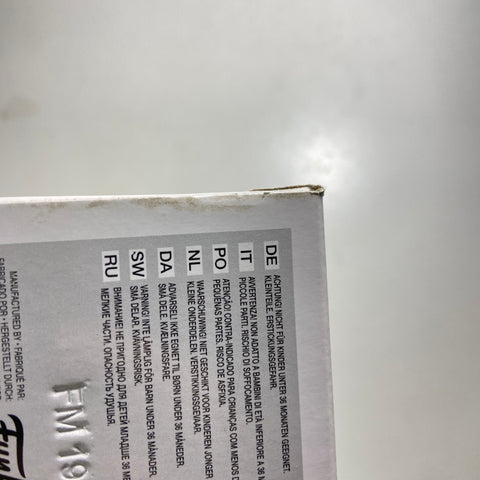 DE ACHTUNG! NICHT FÜR KINDER UNTER 36 MONATEN GEEIGNET.
KLEINTEILE. ERSTICKUNGSGEFAHR.
IT AVVERTENZA! NON ADATTO A BAMBINI DI ETÀ INFERIORE A 36 M
PICCOLE PARTI. RISCHIO DI SOFFOCAMENTO.
PO ATENCÃO! CONTRA-INDICADO PARA CRIANÇAS COM MENOS D
PEQUENAS PARTES. RISCO DE ASFIXIA.
NL WAARSCHUWING! NIET GESCHIKT VOOR KINDEREN JONGER
KLEINE ONDERDELEN. VERSTIKKINGSGEVAAR.
DA ADVARSEL! IKKE EGNET TIL BØRN UNDER 36 MÅNEDER.
SMÅ DELE. KVÆLNINGSFARE.
SW VARNING! INTE LÄMPLIG FÖR BARN UNDER 36 MÅNADER.
SMÅ DELAR. KVÄVNINGSRISK.
RU ВНИМАНИЕ! НЕ ПРИГОДНО ДЛЯ ДЕТЕЙ МЛАДШЕ 36 МЕ
МЕЛКИЕ ЧАСТИ. ОПАСНОСТЬ УДУШЬЯ.
FM 19
MANUFACTURED BY · FABRIQUÉ PAR:
FABRICADO POR · HERGESTELLT DURCH:
Fun